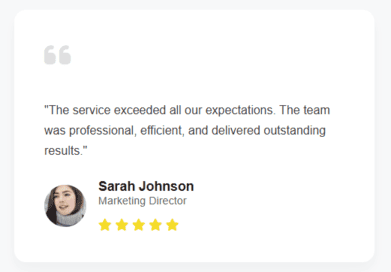 "The service exceeded all our expectations. The team
was professional, efficient, and delivered outstanding
results."
Sarah Johnson
Marketing Director